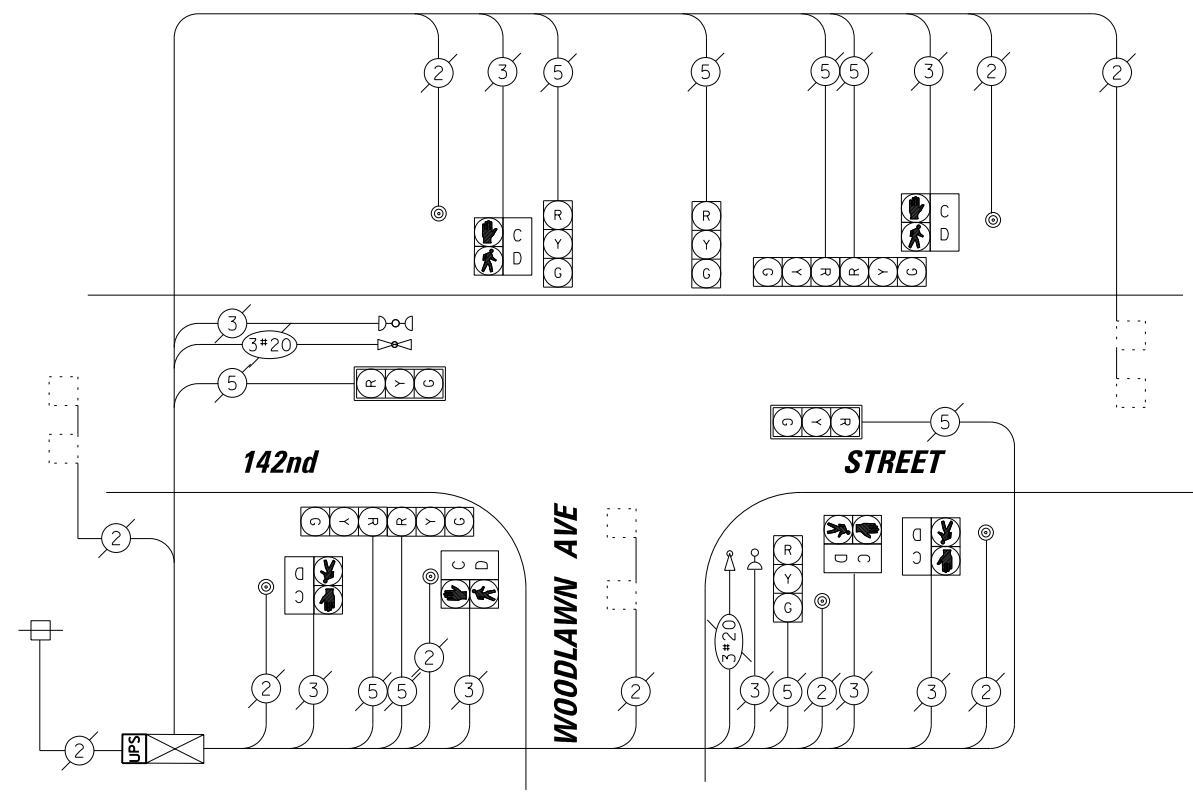 2 3 5 5 5 5 3 2 2
R Y G
R Y G
G Y R R Y G
C
D
C
D
3
3#20
5
R Y G
G Y R
5
142nd
STREET
G Y R R Y G
D
C
C D
WOODLAWN AVE
3#20
R
Y
G
D C
D
C
2
2 3 5 5 2 3 2 3 5 2 3 3 2
UPS
2